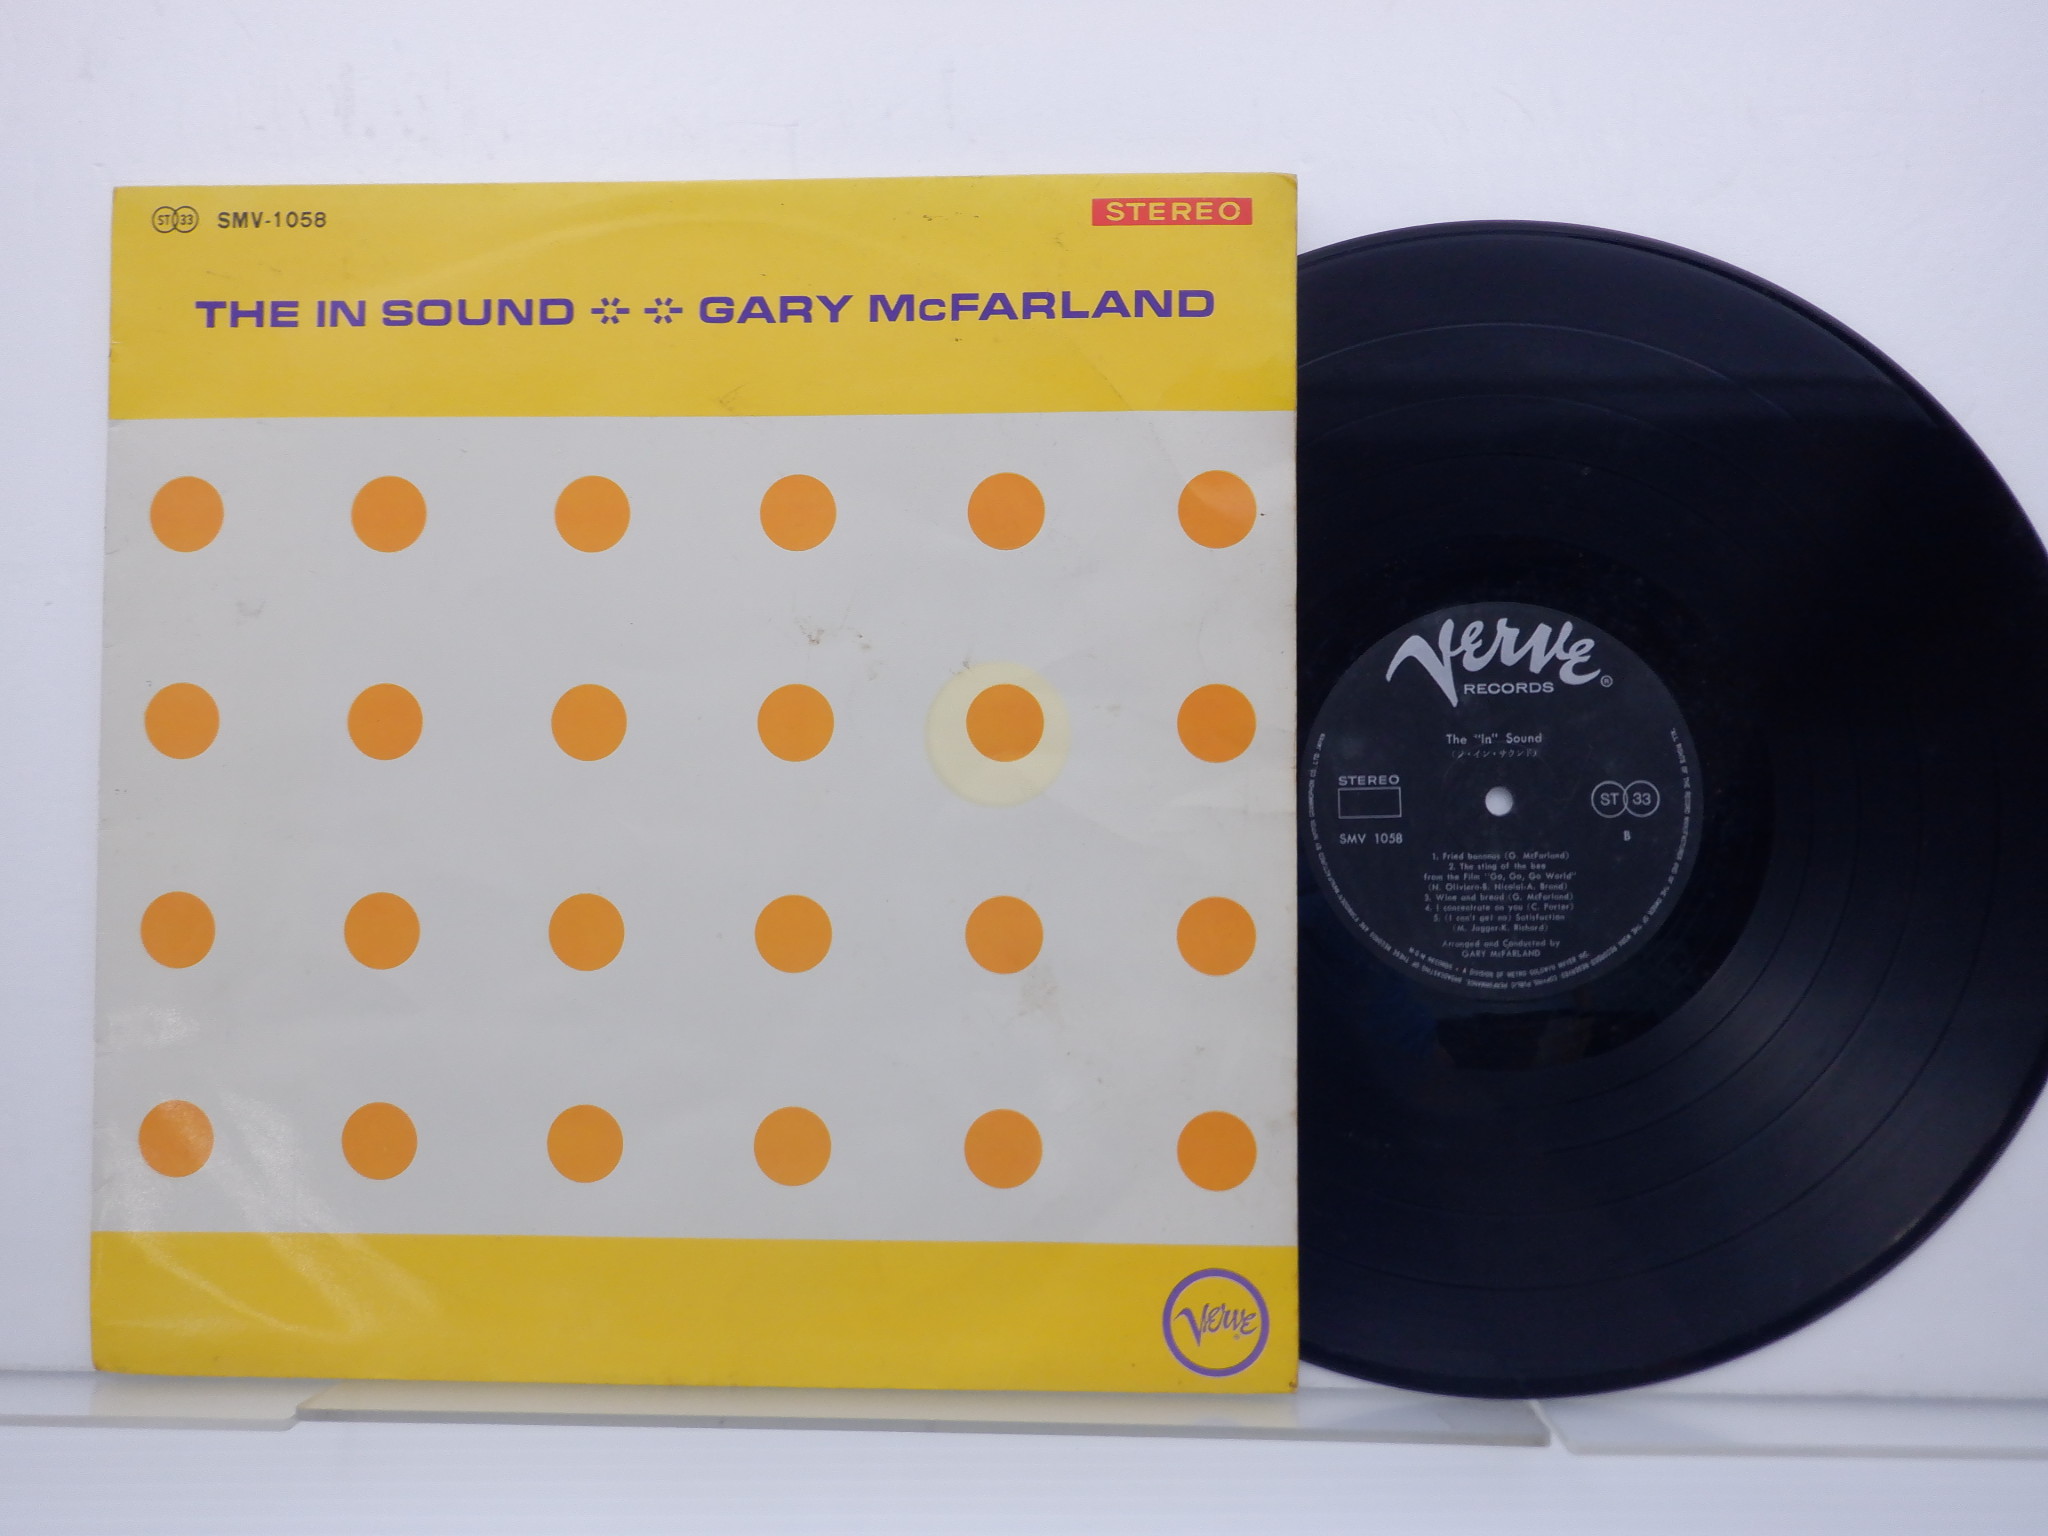 ST 33 SMV-1058
STEREO
THE IN SOUND GARY McFARLAND
Verve
VERVE ®
RECORDS
The "In" Sound
(ジ・イン・サウンド)
STEREO
ST 33
SMV 1058
B
1. Fried bananas (G. McFarland)
2. The sting of the bee
from the Film "Go, Go, Go World"
(N. Oliviero-B. Nicolai-A. Brand)
3. Wine and bread (G. McFarland)
4. I concentrate on you (C. Porter)
5. (I can't get no) Satisfaction
(M. Jagger-K. Richard)
Arranged and Conducted by
GARY McFARLAND